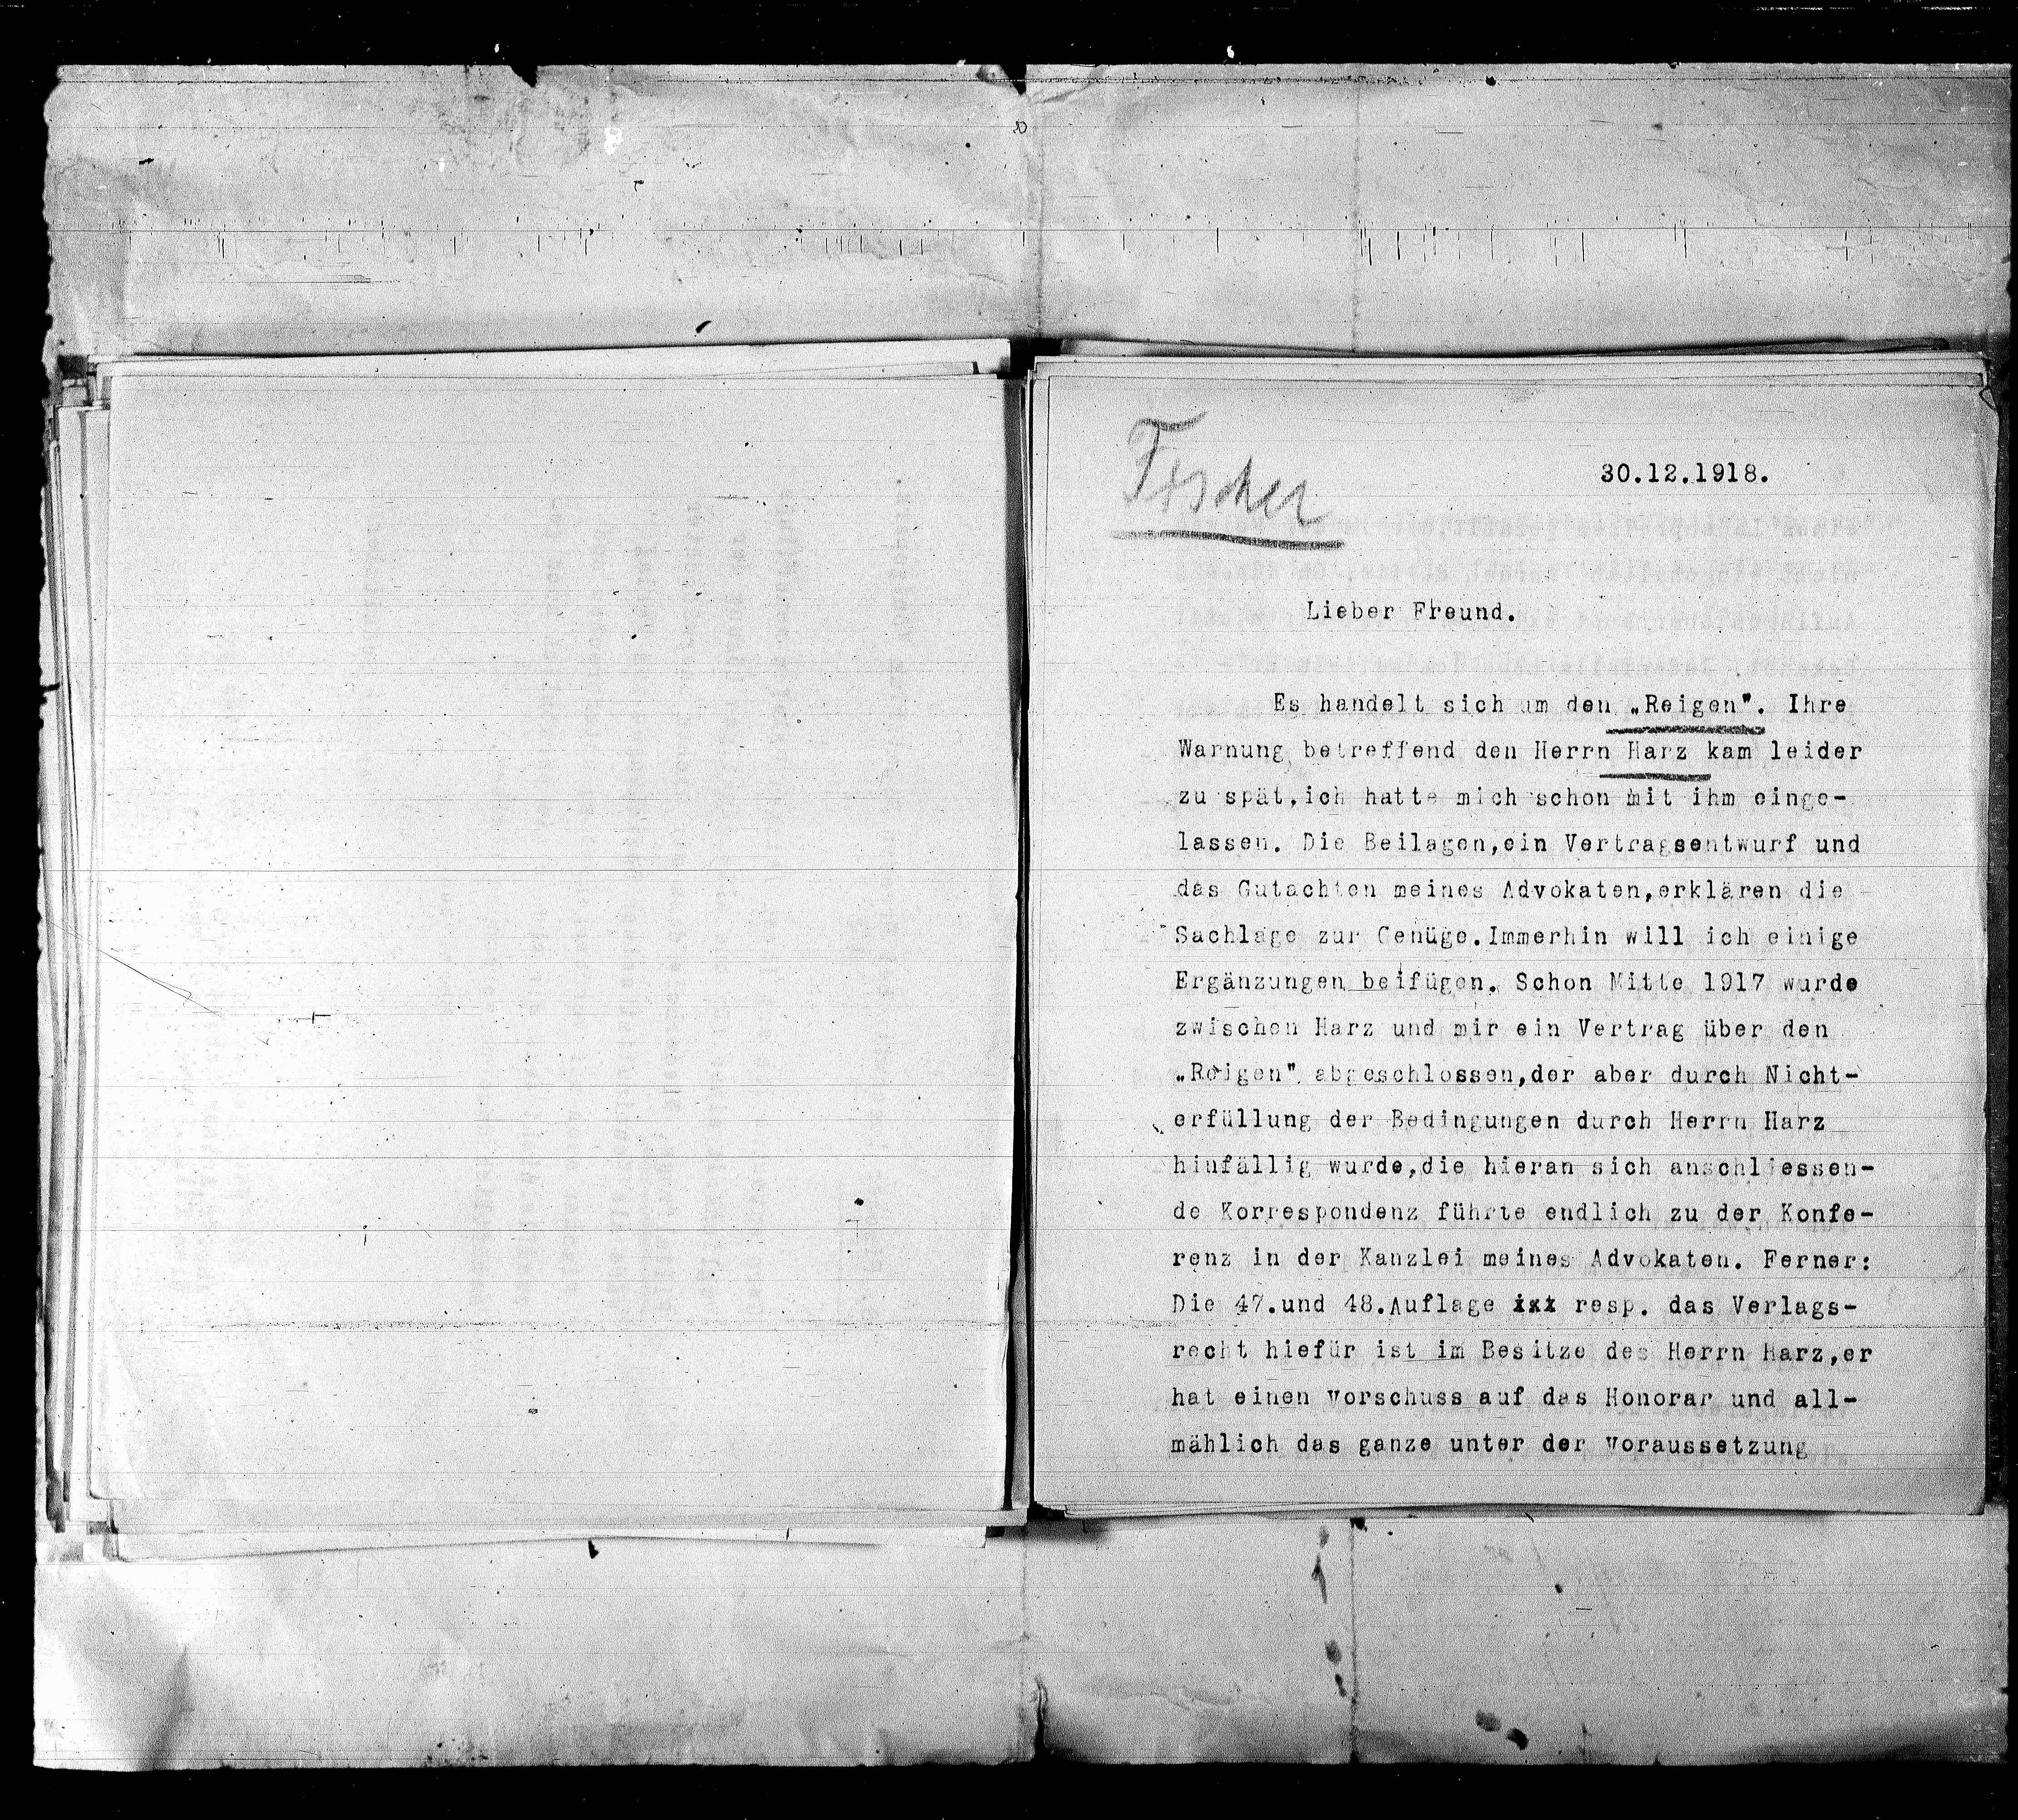 Fischer
30.12.1918.
Lieber Freund.
Es handelt sich um den „Reigen". Ihre
Warnung betreffend den Herrn Harz kam leider
zu spät,ich hatte mich schon mit ihm einge-
lassen. Die Beilagen,ein Vertragsentwurf und
das Gutachten meines Advokaten,erklären die
Sachlage zur Genüge.Immerhin will ich einige
Ergänzungen beifügen. Schon Mitte 1917 wurde
zwischen Harz und mir ein Vertrag über den
„Reigen" abgeschlossen,der aber durch Nicht-
erfüllung der Bedingungen durch Herrn Harz
hinfällig wurde,die hieran sich anschliessen-
de Korrespondenz führte endlich zu der Konfe-
renz in der Kanzlei meines Advokaten. Ferner:
Die 47.und 48.Auflage ixt resp. das Verlags-
recht hiefür ist im Besitze des Herrn Harz,er
hat einen Vorschuss auf das Honorar und all-
mählich das ganze unter der Voraussetzung